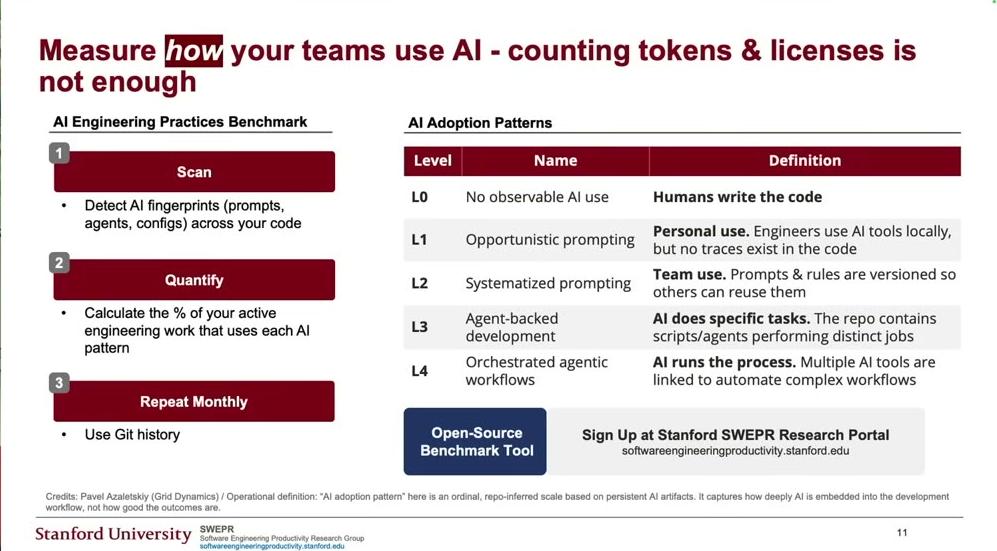 Measure how your teams use AI - counting tokens & licenses is
not enough
AI Engineering Practices Benchmark
1
Scan
• Detect AI fingerprints (prompts,
agents, configs) across your code
2
Quantify
• Calculate the % of your active
engineering work that uses each AI
pattern
3
Repeat Monthly
• Use Git history
AI Adoption Patterns
Level Name Definition
L0 No observable AI use Humans write the code
L1 Opportunistic prompting Personal use. Engineers use AI tools locally,
but no traces exist in the code
L2 Systematized prompting Team use. Prompts & rules are versioned so
others can reuse them
L3 Agent-backed
development
AI does specific tasks. The repo contains
scripts/agents performing distinct jobs
L4 Orchestrated agentic
workflows
AI runs the process. Multiple AI tools are
linked to automate complex workflows
Open-Source
Benchmark Tool
Sign Up at Stanford SWEPR Research Portal
softwareengineeringproductivity.stanford.edu
Credits: Pavel Azaletskiy (Grid Dynamics) / Operational definition: "AI adoption pattern" here is an ordinal, repo-inferred scale based on persistent AI artifacts. It captures how deeply AI is embedded into the development
workflow, not how good the outcomes are.
Stanford University
SWEPR
Software Engineering Productivity Research Group
softwareengineeringproductivity.stanford.edu
11